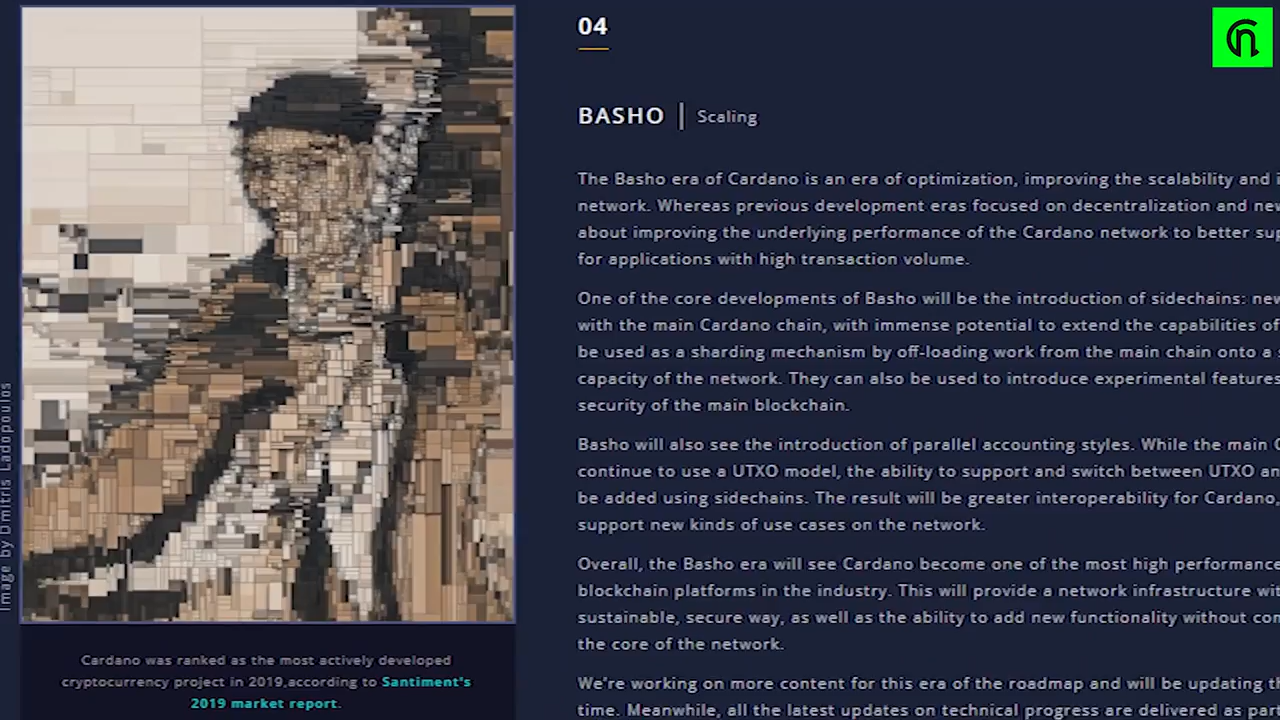 04
BASHO | Scaling
The Basho era of Cardano is an era of optimization, improving the scalability and
network. Whereas previous development eras focused on decentralization and new
about improving the underlying performance of the Cardano network to better
for applications with high transaction volume.
One of the core developments of Basho will be the introduction of sidechains: new
with the main Cardano chain, with immense potential to extend the capabilities of
be used as a sharding mechanism by off-loading work from the main chain onto a
capacity of the network. They can also be used to introduce experimental features
security of the main blockchain.
Basho will also see the introduction of parallel accounting styles. While the main
continue to use a UTXO model, the ability to support and switch between UTXO
be added using sidechains. The result will be greater interoperability for Cardano,
support new kinds of use cases on the network.
Overall, the Basho era will see Cardano become one of the most high performance
blockchain platforms in the industry. This will provide a network infrastructure
sustainable, secure way, as well as the ability to add new functionality without
the core of the network.
We're working on more content for this era of the roadmap and will be updating
time. Meanwhile, all the latest updates on technical progress are delivered as
Image by Dmitris Ladopoulos
Cardano was ranked as the most actively developed
cryptocurrency project in 2019,according to Santiment's
2019 market report.